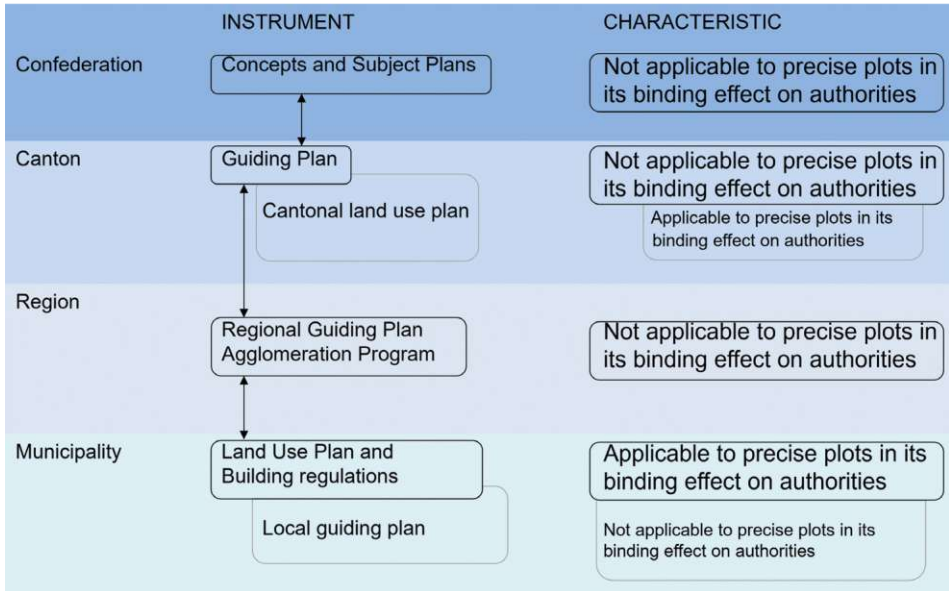 INSTRUMENT CHARACTERISTIC
Confederation
Concepts and Subject Plans
Not applicable to precise plots in
its binding effect on authorities
Canton
Guiding Plan
Not applicable to precise plots in
its binding effect on authorities
Cantonal land use plan
Applicable to precise plots in its
binding effect on authorities
Region
Regional Guiding Plan
Agglomeration Program
Not applicable to precise plots in
its binding effect on authorities
Municipality
Land Use Plan and
Building regulations
Applicable to precise plots in its
binding effect on authorities
Local guiding plan
Not applicable to precise plots in its
binding effect on authorities